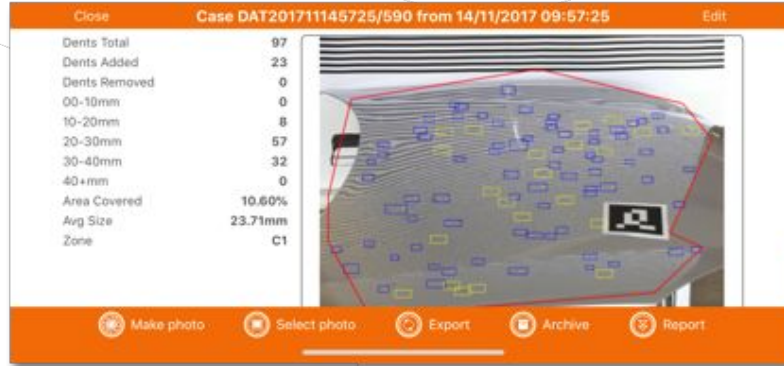 Close Case DAT201711145725/590 from 14/11/2017 09:57:25 Edit
Dents Total 97
Dents Added 23
Dents Removed 0
00-10mm 0
10-20mm 8
20-30mm 57
30-40mm 32
40+mm 0
Area Covered 10.60%
Avg Size 23.71mm
Zone C1
Make photo Select photo Export Archive Report